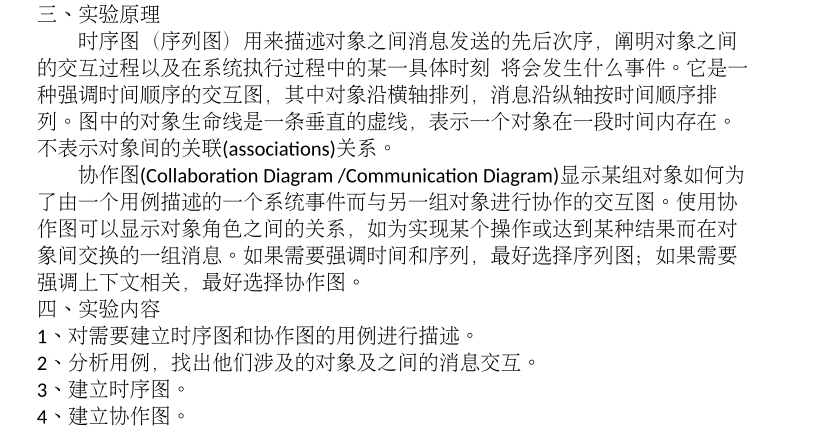 三、实验原理
时序图（序列图）用来描述对象之间消息发送的先后次序，阐明对象之间
的交互过程以及在系统执行过程中的某一具体时刻 将会发生什么事件。它是一
种强调时间顺序的交互图，其中对象沿横轴排列，消息沿纵轴按时间顺序排
列。图中的对象生命线是一条垂直的虚线，表示一个对象在一段时间内存在。
不表示对象间的关联(associations)关系。
协作图(Collaboration Diagram /Communication Diagram)显示某组对象如何为
了由一个用例描述的一个系统事件而与另一组对象进行协作的交互图。使用协
作图可以显示对象角色之间的关系，如为实现某个操作或达到某种结果而在对
象间交换的一组消息。如果需要强调时间和序列，最好选择序列图；如果需要
强调上下文相关，最好选择协作图。
四、实验内容
1、对需要建立时序图和协作图的用例进行描述。
2、分析用例，找出他们涉及的对象及之间的消息交互。
3、建立时序图。
4、建立协作图。